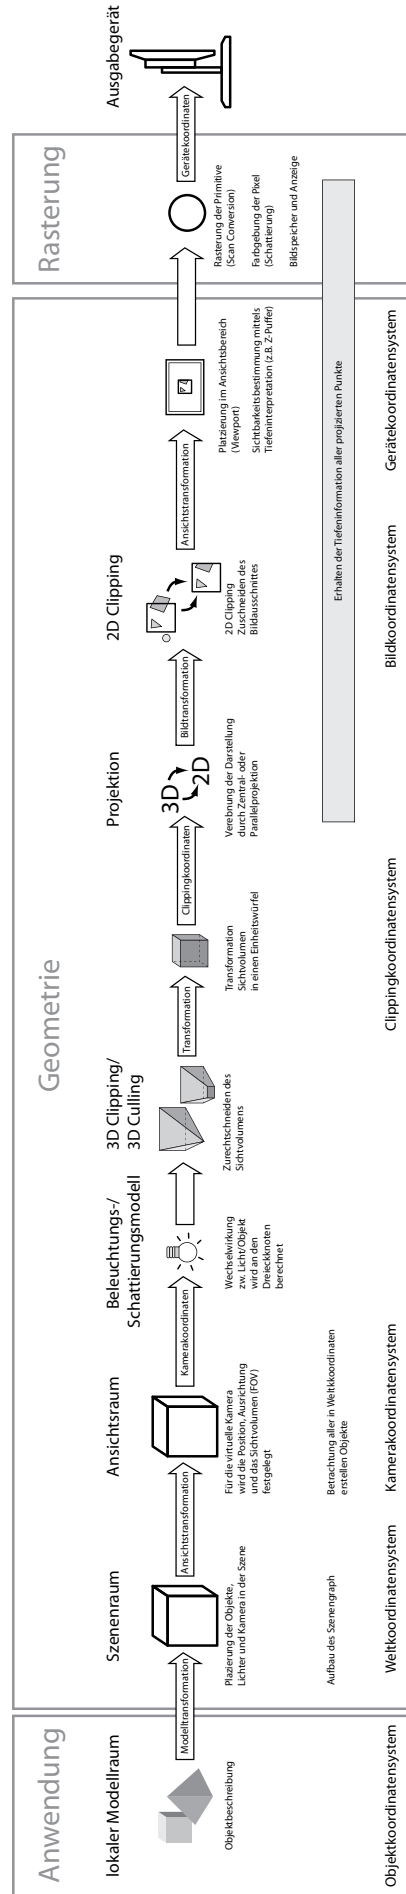 Anwendung
Geometrie
Rasterung
lokaler Modellraum
Szenenraum
Ansichtsraum
Beleuchtungs-/
Schattierungsmodell
3D Clipping/
3D Culling
Projektion
2D Clipping
Ausgabegerät
Modelltransformation
Ansichtstransformation
Kamerakoordinaten
Transformation
Clippingkoordinaten
3D
2D
Bildtransformation
Ansichtstransformation
Gerätekoordinaten
Objektbeschreibung
Plazierung der Objekte,
Lichter und Kamera in der Szene
Für die virtuelle Kamera
wird die Position, Ausrichtung
und das Sichtvolumen (FOV)
festgelegt
Wechselwirkung
zw. Licht/Objekt
wird an den
Dreiecknoten
berechnet
Zurechtschneiden des
Sichtvolumens
Transformation
Sichtvolumen
in einen Einheitswürfel
Verebnung der Darstellung
durch Zentral- oder
Parallelprojektion
2D Clipping
Zuschneiden des
Bildausschnittes
Platzierung im Ansichtsbereich
(Viewport)
Sichtbarkeitsbestimmung mittels
Tiefeninterpretation (z.B. Z-Puffer)
Rasterung der Primitive
(Scan Conversion)
Farbgebung der Pixel
(Schattierung)
Bildspeicher und Anzeige
Aufbau des Szenengraph
Betrachtung aller in Weltkkoordinaten
erstellen Objekte
Erhalten der Tiefeninformation aller projizierten Punkte
Objektkoordinatensystem
Weltkoordinatensystem
Kamerakoordinatensystem
Clippingkoordinatensystem
Bildkoordinatensystem
Gerätekoordinatensystem